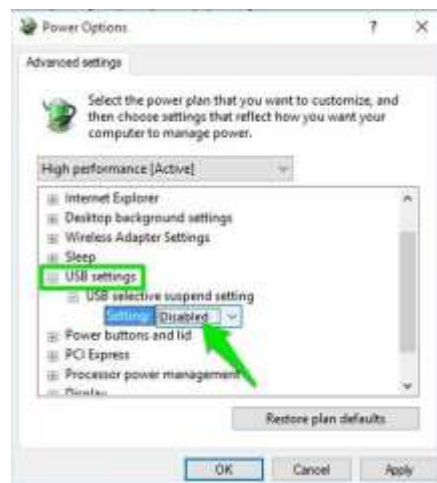 Power Options
? ×
Advanced settings
Select the power plan that you want to customize, and
then choose settings that reflect how you want your
computer to manage power.
High performance [Active]
Internet Explorer
Desktop background settings
Wireless Adapter Settings
Sleep
USB settings
USB selective suspend setting
Setting: Disabled
Power buttons and lid
PCI Express
Processor power management
Display
Restore plan defaults
OK Cancel Apply